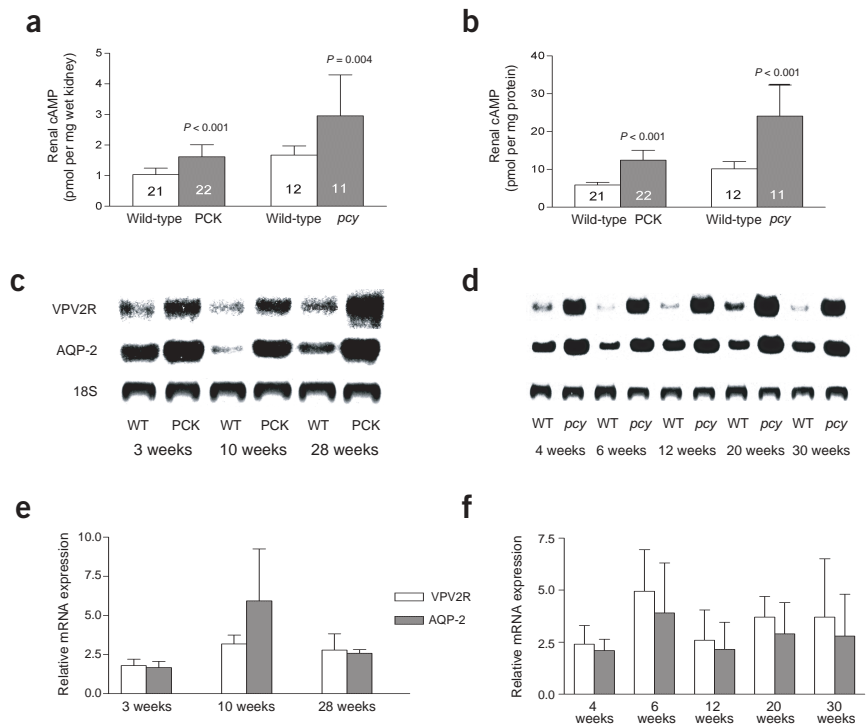 a
5
4
3
2
1
0
Renal cAMP
(pmol per mg wet kidney)
P < 0.001
P = 0.004
21
22
12
11
Wild-type
PCK
Wild-type
pcy
b
40
30
20
10
0
Renal cAMP
(pmol per mg protein)
P < 0.001
P < 0.001
21
22
12
11
Wild-type
PCK
Wild-type
pcy
c
VPV2R
AQP-2
18S
WT PCK WT PCK WT PCK
3 weeks 10 weeks 28 weeks
d
WT pcy WT pcy WT pcy WT pcy WT pcy
4 weeks 6 weeks 12 weeks 20 weeks 30 weeks
e
10.0
7.5
5.0
2.5
0.0
Relative mRNA expression
3 weeks 10 weeks 28 weeks
VPV2R
AQP-2
f
7.5
5.0
2.5
0.0
Relative mRNA expression
4 6 12 20 30
weeks weeks weeks weeks weeks